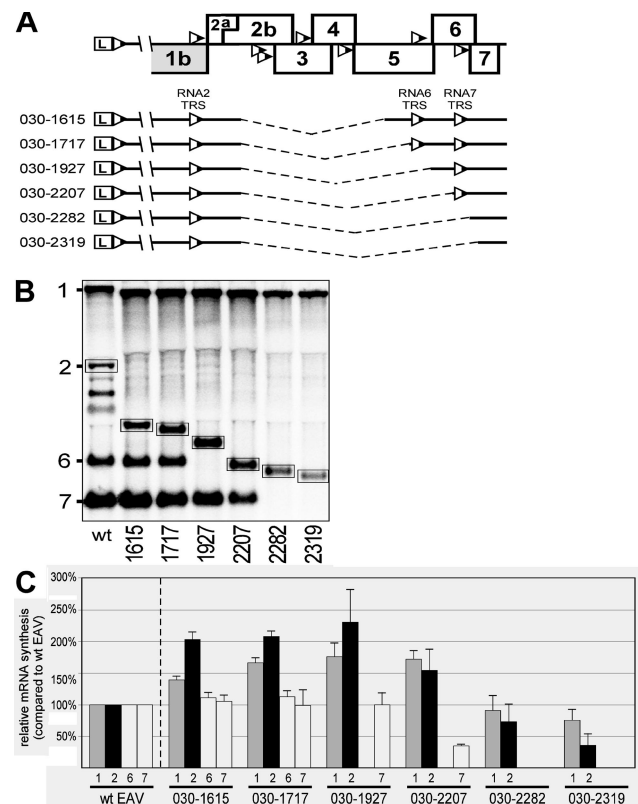 A
2a 2b 4 6
L 1b 3 5 7
RNA2 TRS RNA6 TRS RNA7 TRS
030-1615 L
030-1717 L
030-1927 L
030-2207 L
030-2282 L
030-2319 L
B
1
2
6
7
wt 1615 1717 1927 2207 2282 2319
C
relative mRNA synthesis
(compared to wt EAV)
300%
250%
200%
150%
100%
50%
1 2 6 7 1 2 6 7 1 2 6 7 1 2 7 1 2 7 1 2 1 2
wt EAV 030-1615 030-1717 030-1927 030-2207 030-2282 030-2319